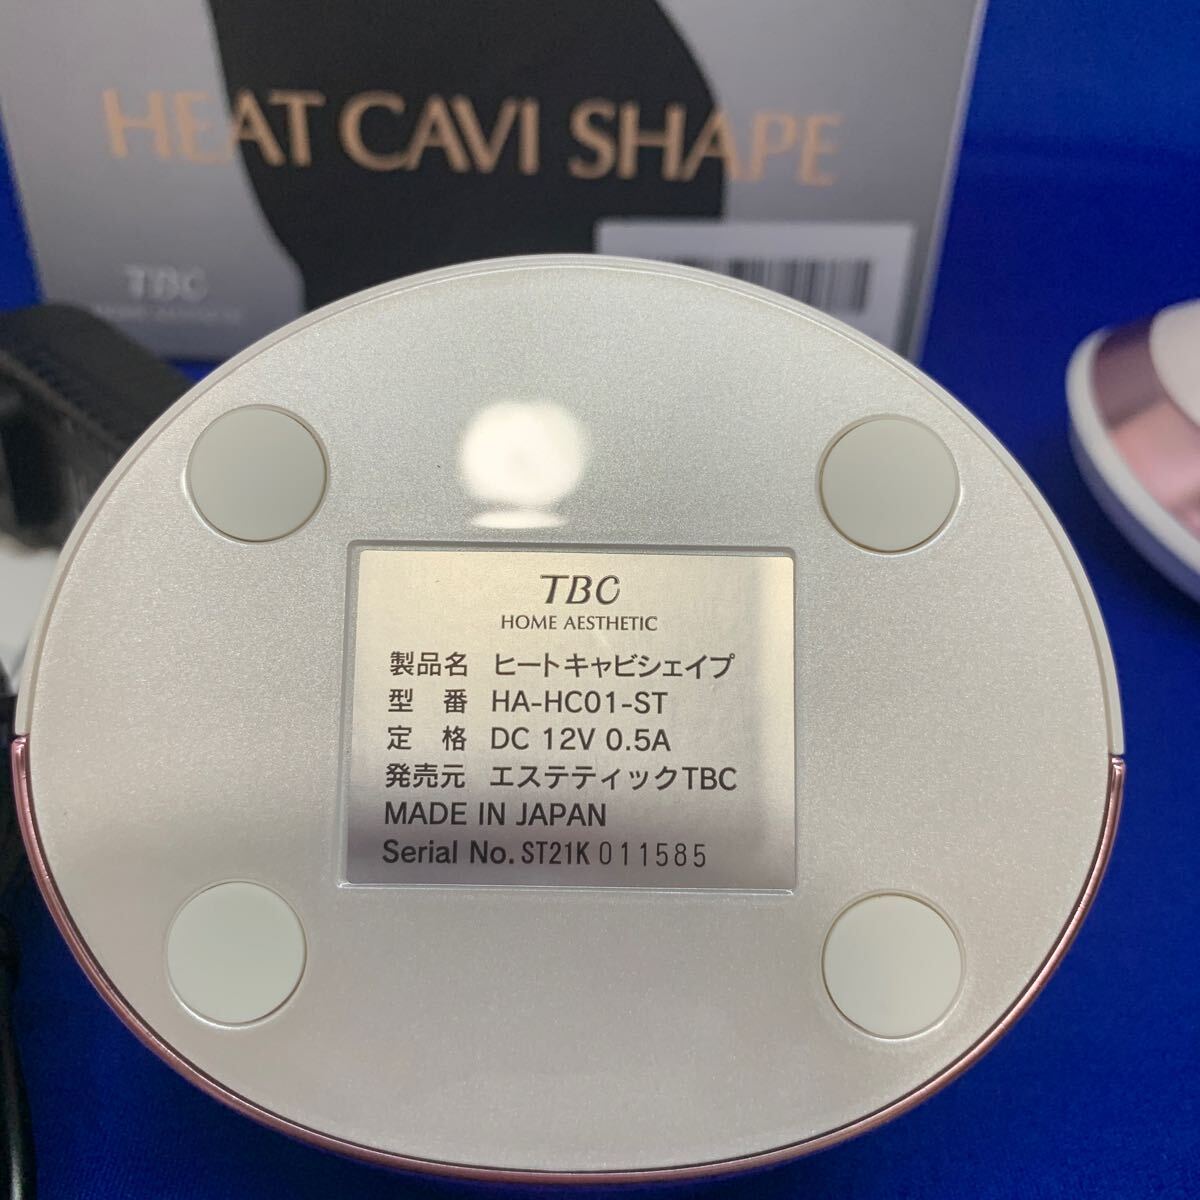 HEAT CAVI SHAPE
TBC
HOME AESTHETIC
TBC
HOME AESTHETIC
製品名 ヒートキャビシェイプ
型 番 HA-HC01-ST
定 格 DC 12V 0.5A
発売元 エステティックTBC
MADE IN JAPAN
Serial No. ST21K 011585